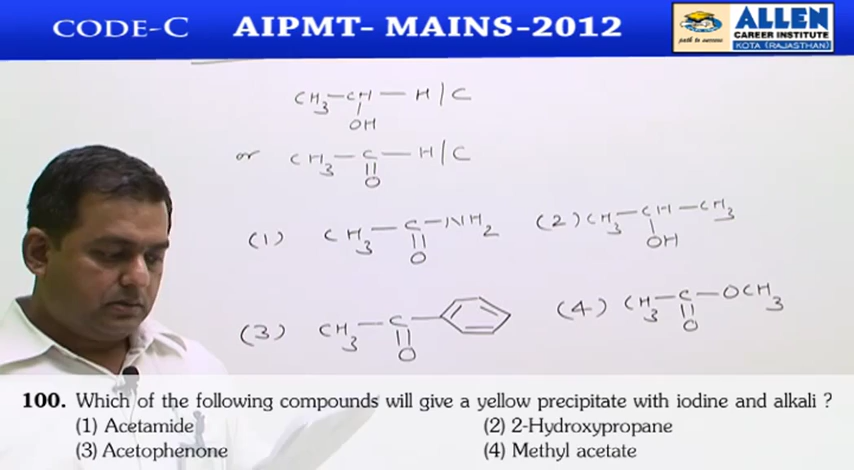 CODE-C AIPMT- MAINS-2012
ALLEN
CAREER INSTITUTE
path to success
KOTA (RAJASTHAN)
CH3–CH–H/C
OH
or CH3–C–H/C
O
(1) CH3–C–NH2
O
(2) CH3–CH–CH3
OH
(3) CH3–C–
O
(4) CH3–C–OCH3
O
100. Which of the following compounds will give a yellow precipitate with iodine and alkali ?
(1) Acetamide (2) 2-Hydroxypropane
(3) Acetophenone (4) Methyl acetate